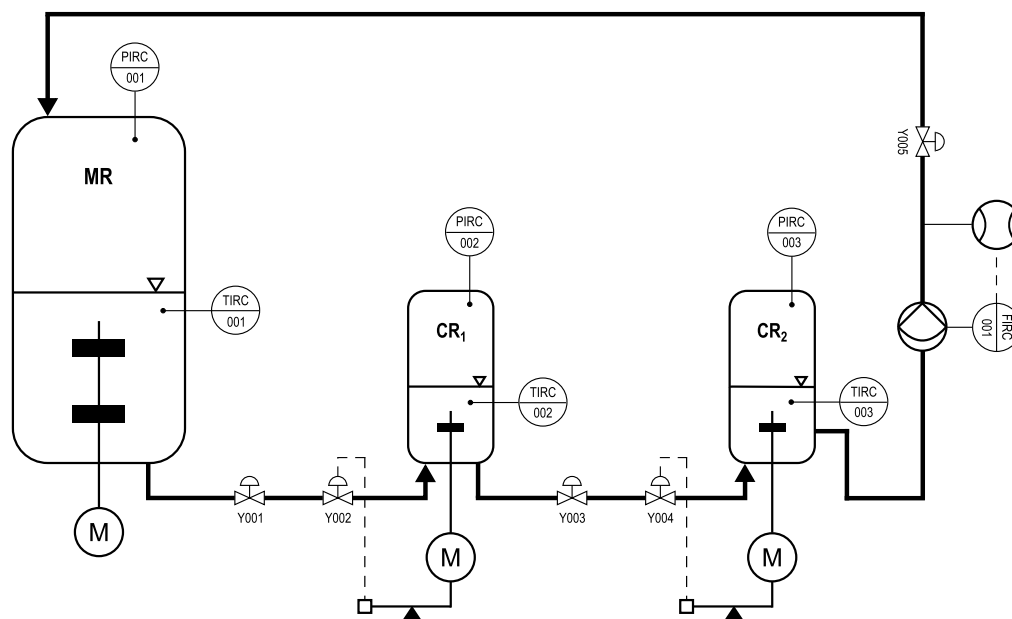 PIRC
001
MR
TIRC
001
M
Y001
Y002
PIRC
002
CR₁
TIRC
002
M
Y003
Y004
PIRC
003
CR₂
TIRC
003
M
Y005
FIRC
001